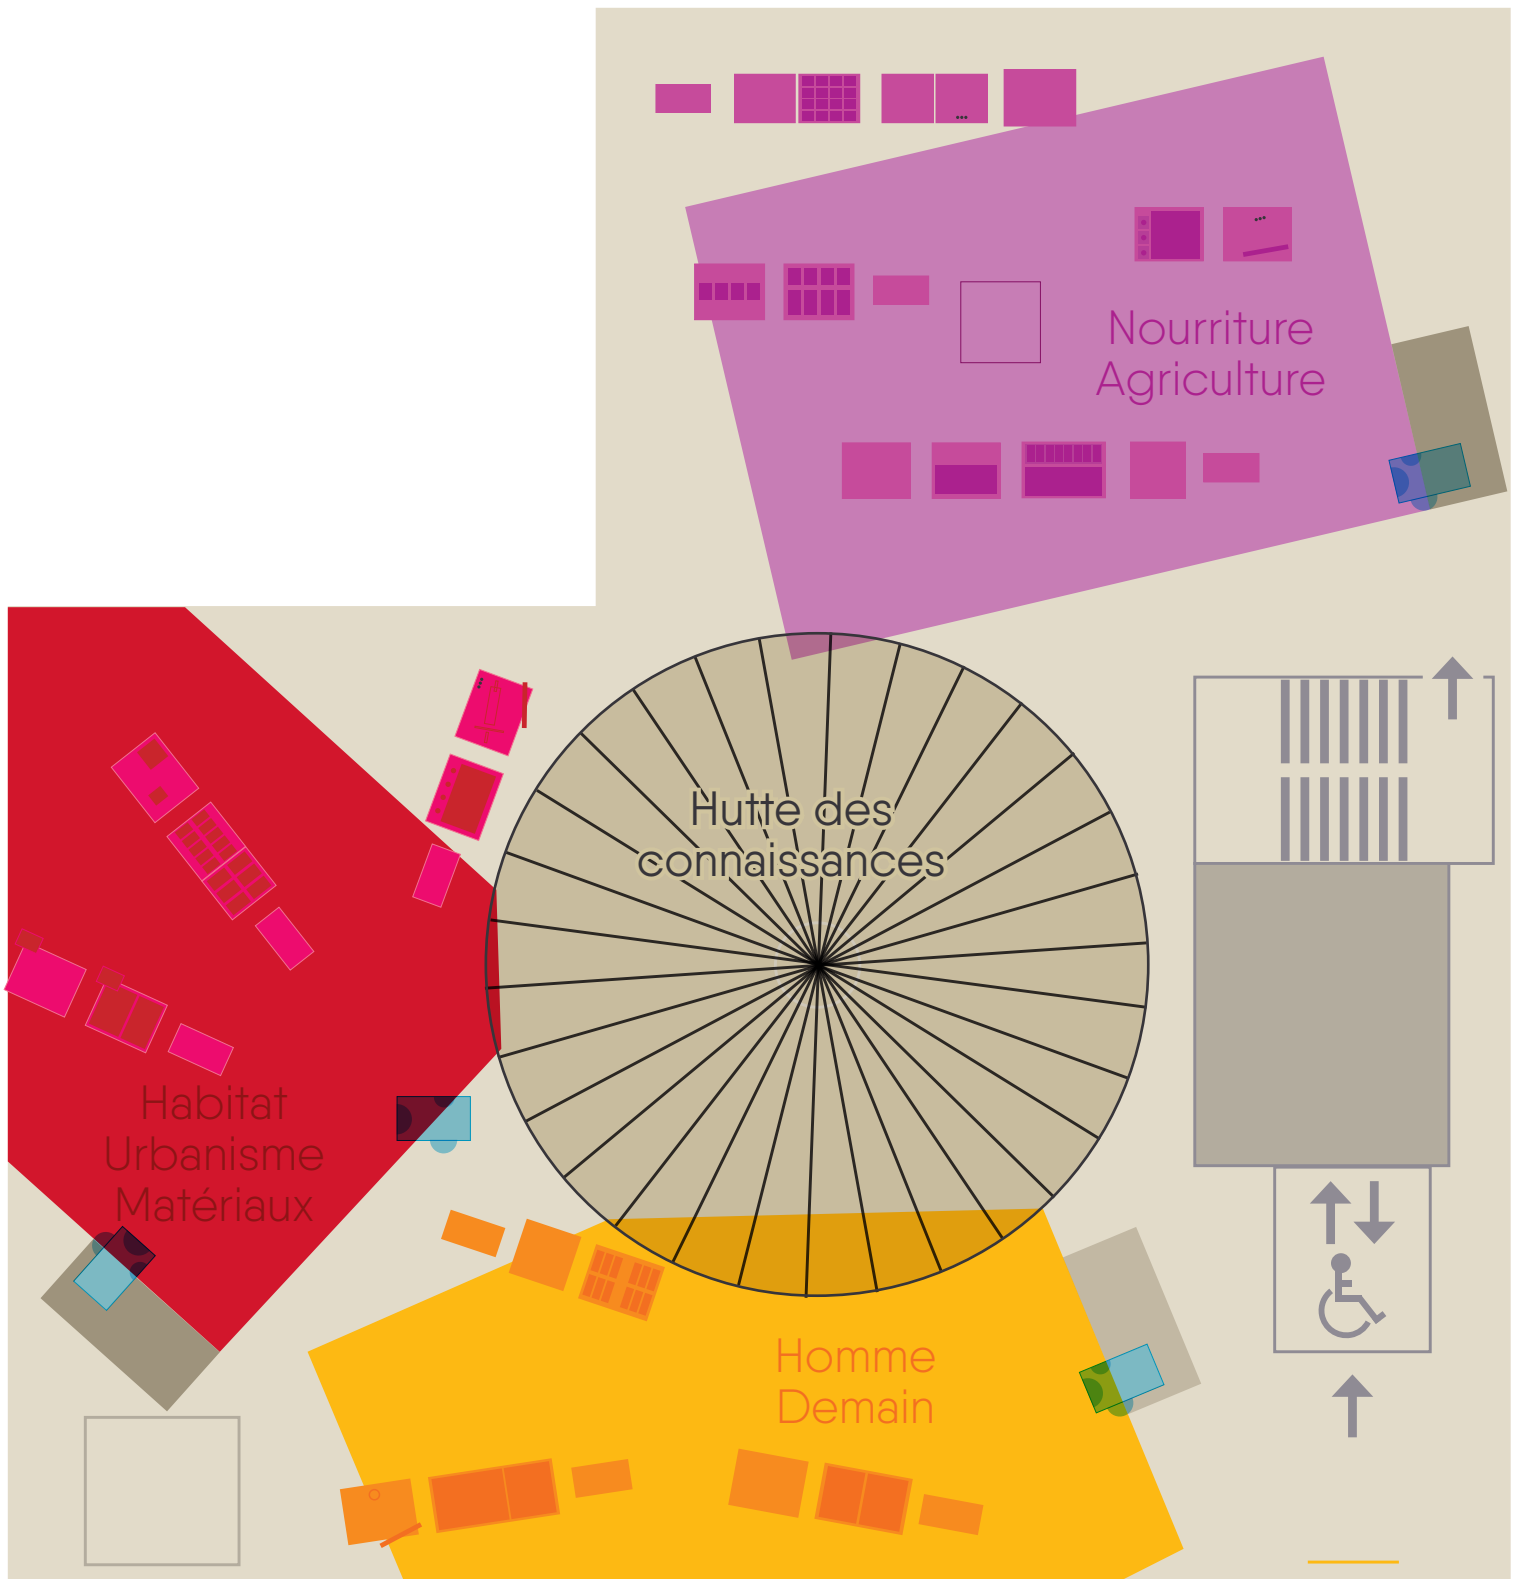 Nourriture
Agriculture
Hutte des
connaissances
Habitat
Urbanisme
Matériaux
Homme
Demain